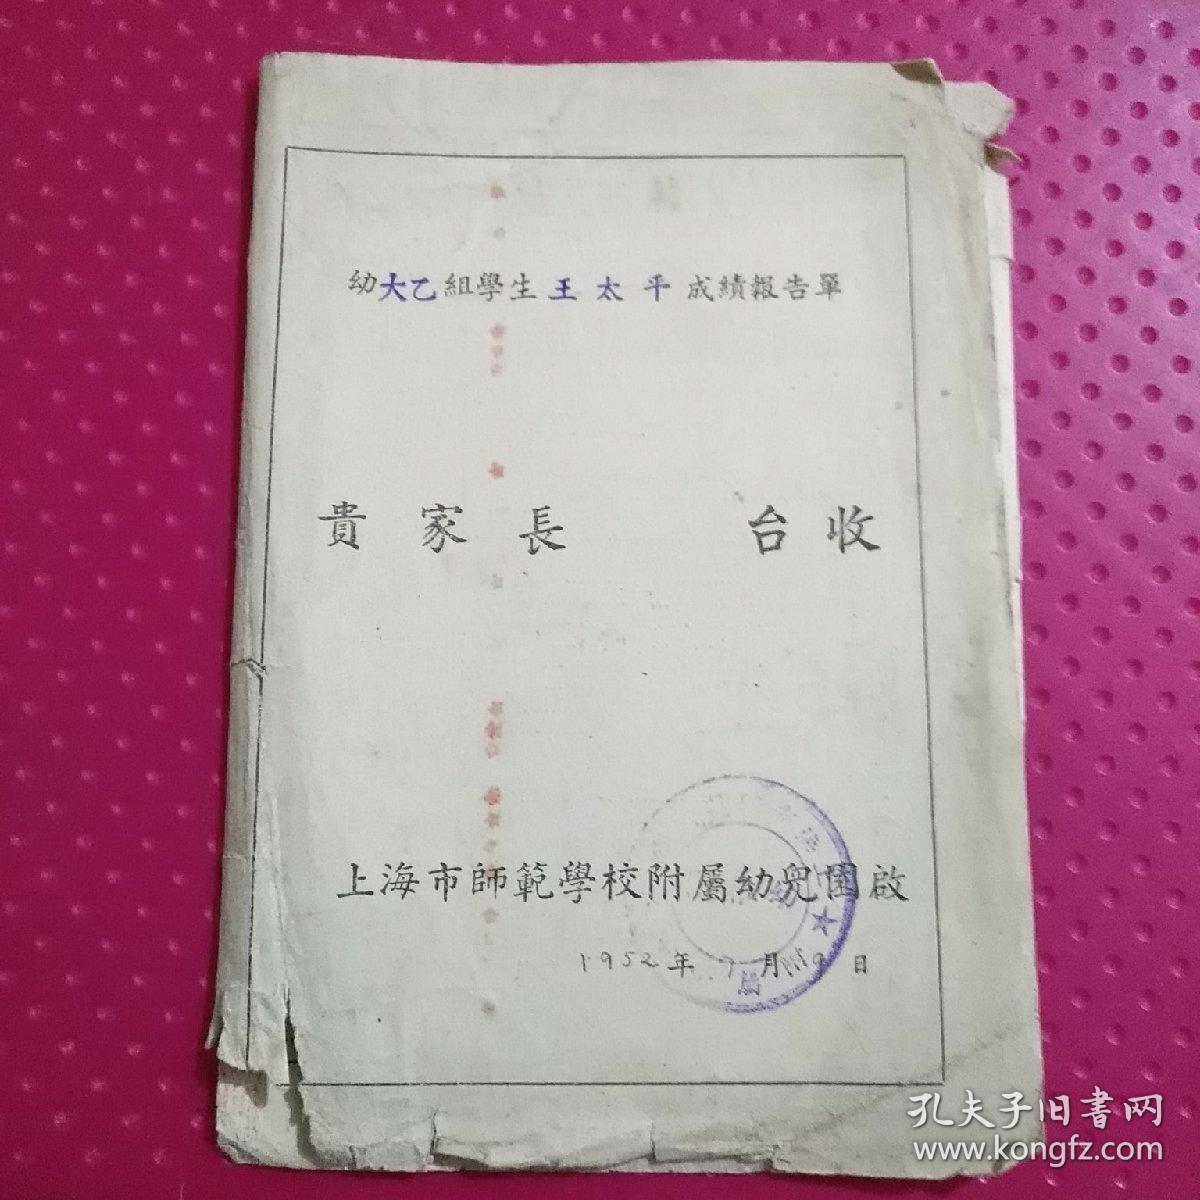 幼大乙組學生王太平成績報告單
貴家長 台收
上海市師範學校附屬幼兒園啟
1952年7月19日
孔夫子旧書网
www.kongfz.com